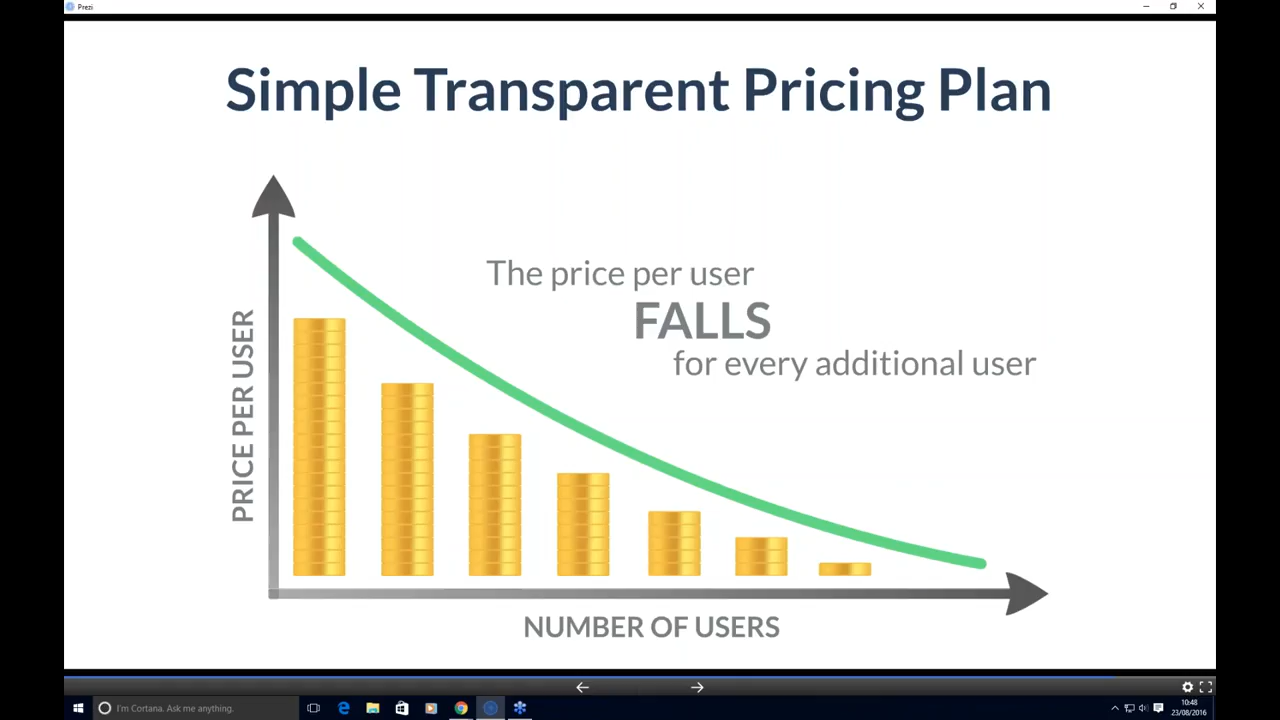 Prezi
Simple Transparent Pricing Plan
The price per user
FALLS
for every additional user
PRICE PER USER
NUMBER OF USERS
I'm Cortana. Ask me anything.
10:48
23/08/2016